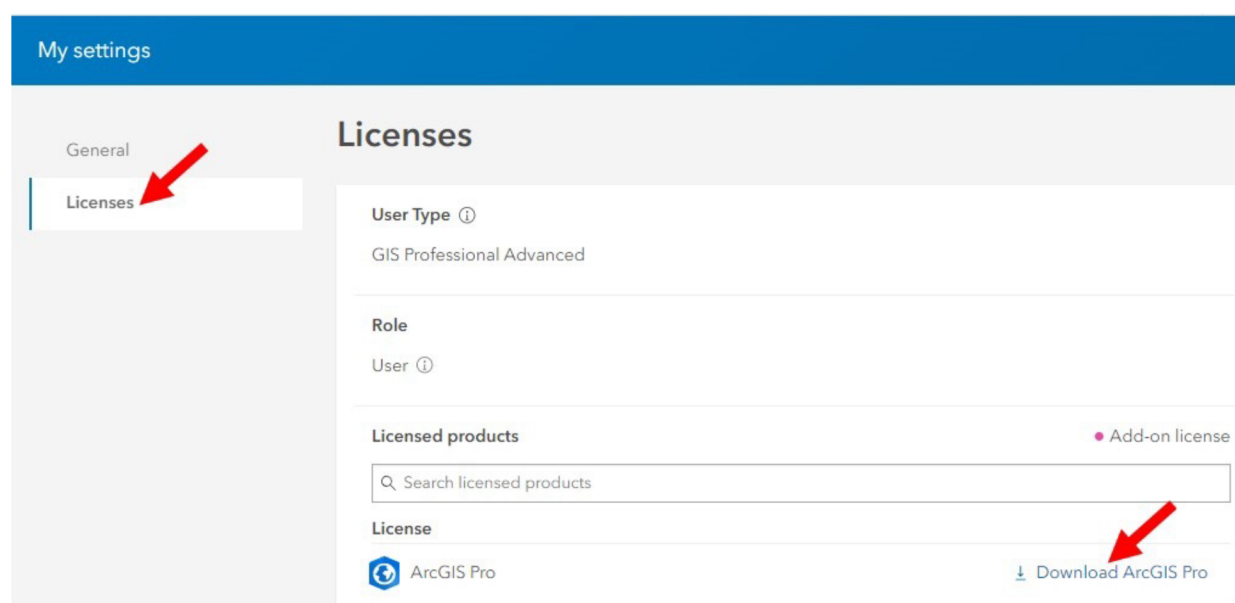 My settings
General
Licenses
Licenses
User Type
GIS Professional Advanced
Role
User
Licensed products
Add-on license
Search licensed products
License
ArcGIS Pro
Download ArcGIS Pro